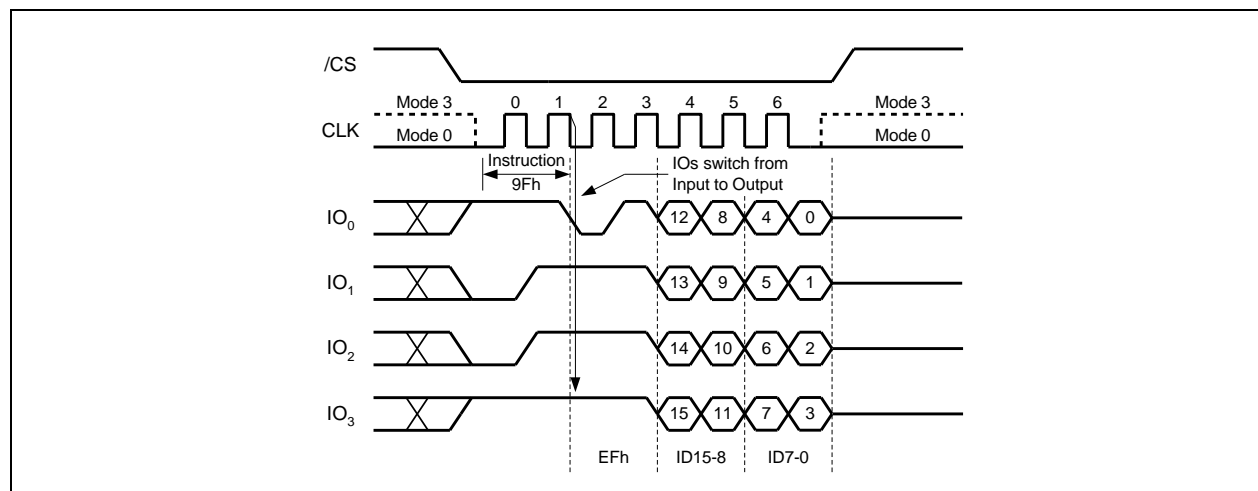 /CS
Mode 3 0 1 2 3 4 5 6 Mode 3
CLK Mode 0 Mode 0
Instruction IOs switch from
9Fh Input to Output
IO0 12 8 4 0
IO1 13 9 5 1
IO2 14 10 6 2
IO3 15 11 7 3
EFh ID15-8 ID7-0